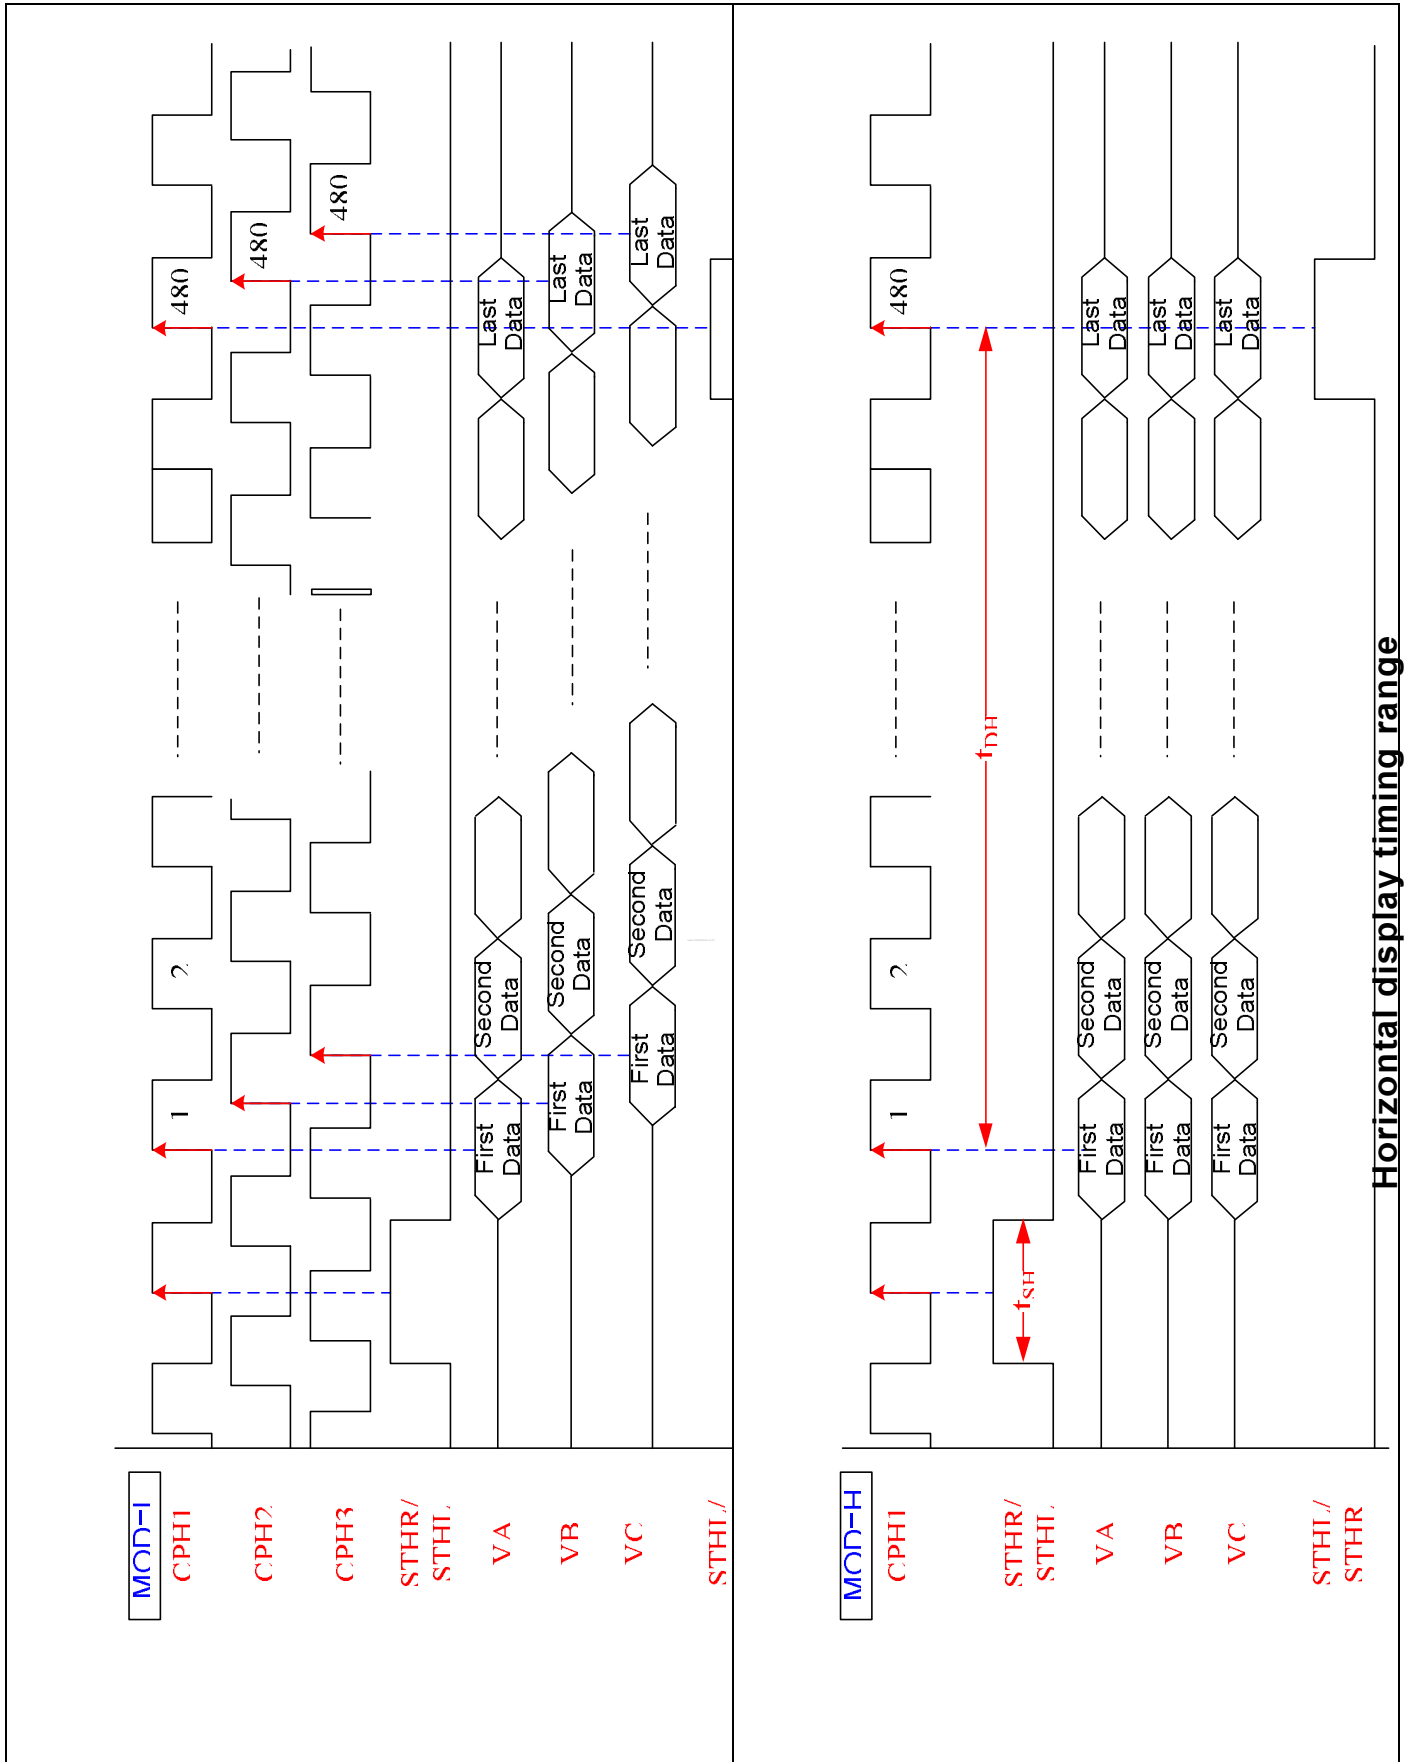 MOD=L
CPH1
1
2
480
CPH2
480
CPH3
480
STHR/
STHL
VA
First
Data
Second
Data
Last
Data
VB
First
Data
Second
Data
Last
Data
VC
First
Data
Second
Data
Last
Data
STHL/
MOD=H
CPH1
1
2
480
tDH
STHR/
STHL
tSH
VA
First
Data
Second
Data
Last
Data
VB
First
Data
Second
Data
Last
Data
VC
First
Data
Second
Data
Last
Data
STHL/
STHR
Horizontal display timing range